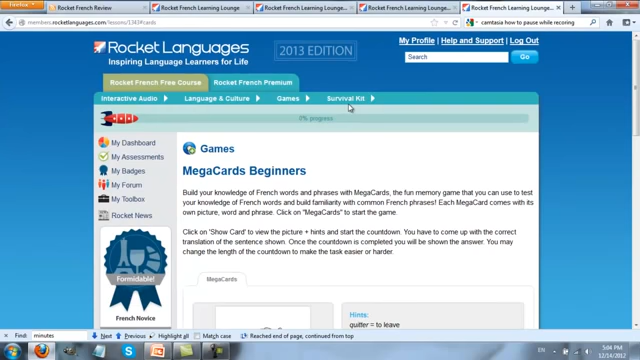 firefox
Rocket French Review
Rocket French Learning Lounge...
Rocket French Learning Lounge...
Rocket French Learning Lounge...
members.rocketlanguages.com/lessons/1343#cards
camtasia how to pause while recoring
Rocket Languages
Inspiring Language Learners for Life
2013 EDITION
My Profile | Help and Support | Log Out
Search
Go
Rocket French Free Course
Rocket French Premium
Interactive Audio
Language & Culture
Games
Survival Kit
0% progress
My Dashboard
My Assessments
My Badges
My Forum
My Toolbox
Rocket News
Formidable!
French Novice
Games
MegaCards Beginners
Build your knowledge of French words and phrases with MegaCards, the fun memory game that you can use to test
your knowledge of French words and build familiarity with common French phrases! Each MegaCard comes with its
own picture, word and phrase. Click on "MegaCards" to start the game.
Click on 'Show Card' to view the picture + hints and start the countdown. You have to come up with the correct
translation of the sentence shown. Once the countdown is completed you will be shown the answer. You may
change the length of the countdown to make the task easier or harder.
MegaCards
Hints:
quitter = to leave
Find: minutes
Next
Previous
Highlight all
Match case
Reached end of page, continued from top
5:04 PM